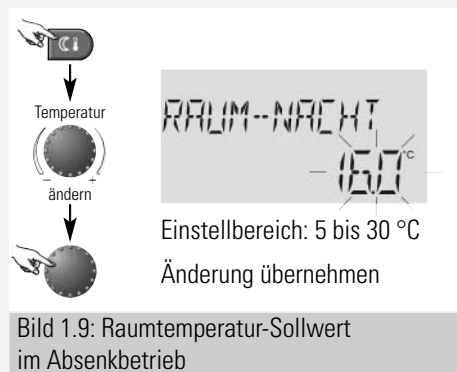 Temperatur
- +
ändern
RAUM-NACHT
16.0 °C
Einstellbereich: 5 bis 30 °C
Änderung übernehmen
Bild 1.9: Raumtemperatur-Sollwert
im Absenkbetrieb